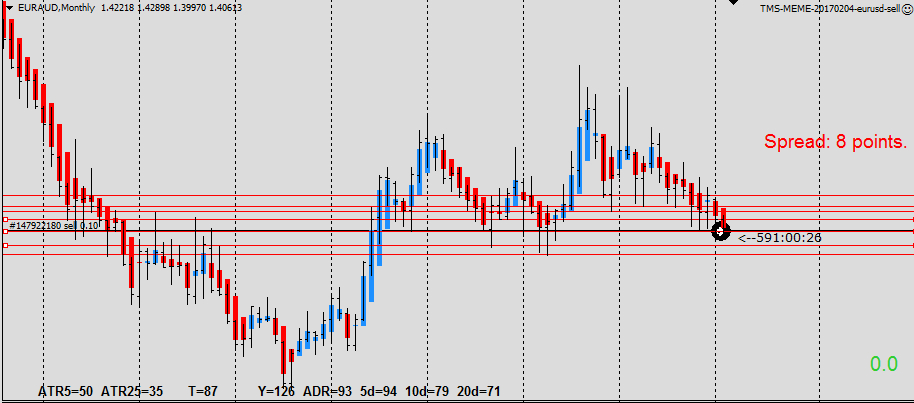 EURAUD,Monthly 1.42218 1.42898 1.39970 1.40613
TMS-MEME-20170204-eurusd-sell
Spread: 8 points.
#147922180 sell 0.10
<--591:00:26
0.0
ATR5=50 ATR25=35 T=87 Y=126 ADR=93 5d=94 10d=79 20d=71